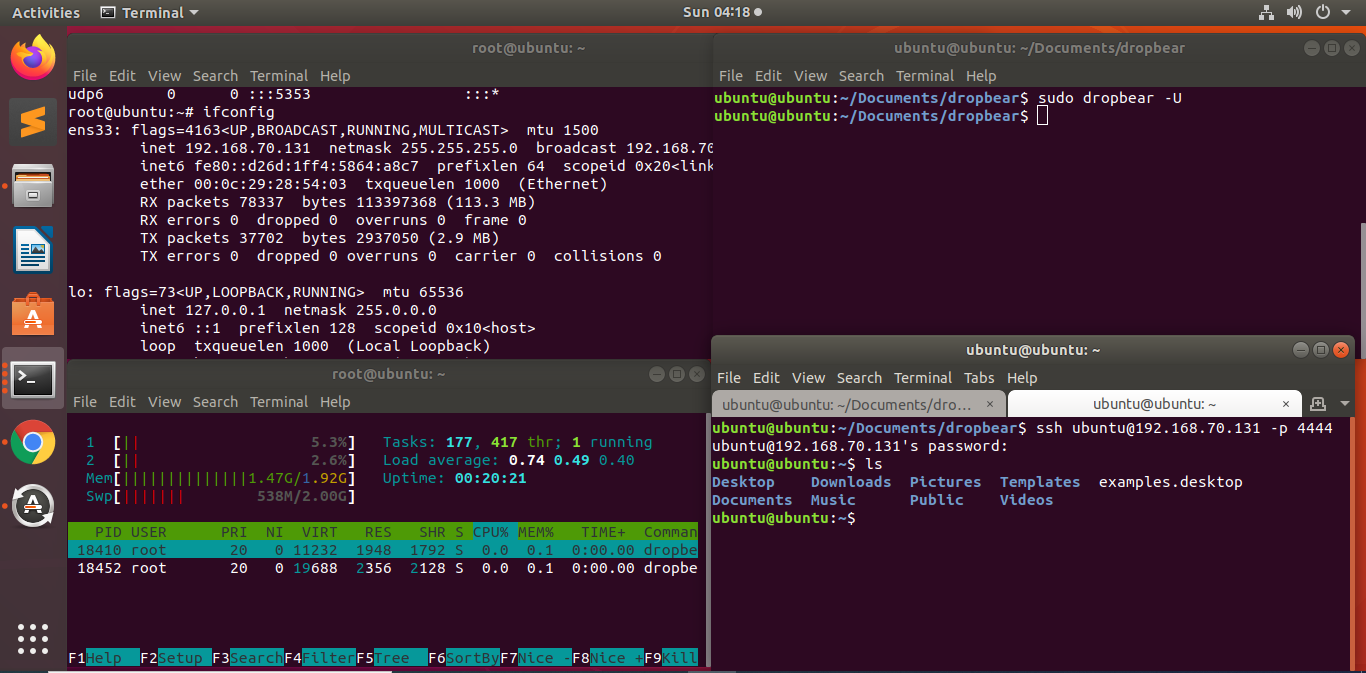 Activities Terminal Sun 04:18
root@ubuntu: ~
File Edit View Search Terminal Help
udp6       0      0 :::5353                 :::*
root@ubuntu:~# ifconfig
ens33: flags=4163<UP,BROADCAST,RUNNING,MULTICAST>  mtu 1500
        inet 192.168.70.131  netmask 255.255.255.0  broadcast 192.168.70
        inet6 fe80::d26d:1ff4:5864:a8c7  prefixlen 64  scopeid 0x20<link
        ether 00:0c:29:28:54:03  txqueuelen 1000  (Ethernet)
        RX packets 78337  bytes 113397368 (113.3 MB)
        RX errors 0  dropped 0  overruns 0  frame 0
        TX packets 37702  bytes 2937050 (2.9 MB)
        TX errors 0  dropped 0 overruns 0  carrier 0  collisions 0
lo: flags=73<UP,LOOPBACK,RUNNING>  mtu 65536
        inet 127.0.0.1  netmask 255.0.0.0
        inet6 ::1  prefixlen 128  scopeid 0x10<host>
        loop  txqueuelen 1000  (Local Loopback)
ubuntu@ubuntu: ~/Documents/dropbear
File Edit View Search Terminal Help
ubuntu@ubuntu:~/Documents/dropbear$ sudo dropbear -U
ubuntu@ubuntu:~/Documents/dropbear$
root@ubuntu: ~
File Edit View Search Terminal Help
1  [|| 5.3%] Tasks: 177, 417 thr; 1 running
2  [|| 2.6%] Load average: 0.74 0.49 0.40
Mem[||||||||||||||1.47G/1.92G] Uptime: 00:20:21
Swp[||||||| 538M/2.00G]
PID USER PRI NI VIRT RES SHR S CPU% MEM% TIME+ Comman
18410 root 20 0 11232 1948 1792 S 0.0 0.1 0:00.00 dropbe
18452 root 20 0 19688 2356 2128 S 0.0 0.1 0:00.00 dropbe
F1Help F2Setup F3SearchF4FilterF5Tree F6SortByF7Nice -F8Nice +F9Kill
ubuntu@ubuntu: ~
File Edit View Search Terminal Tabs Help
ubuntu@ubuntu: ~/Documents/dro... × ubuntu@ubuntu: ~ ×
ubuntu@ubuntu:~/Documents/dropbear$ ssh ubuntu@192.168.70.131 -p 4444
ubuntu@192.168.70.131's password:
ubuntu@ubuntu:~$ ls
Desktop    Downloads  Pictures  Templates  examples.desktop
Documents  Music      Public    Videos
ubuntu@ubuntu:~$